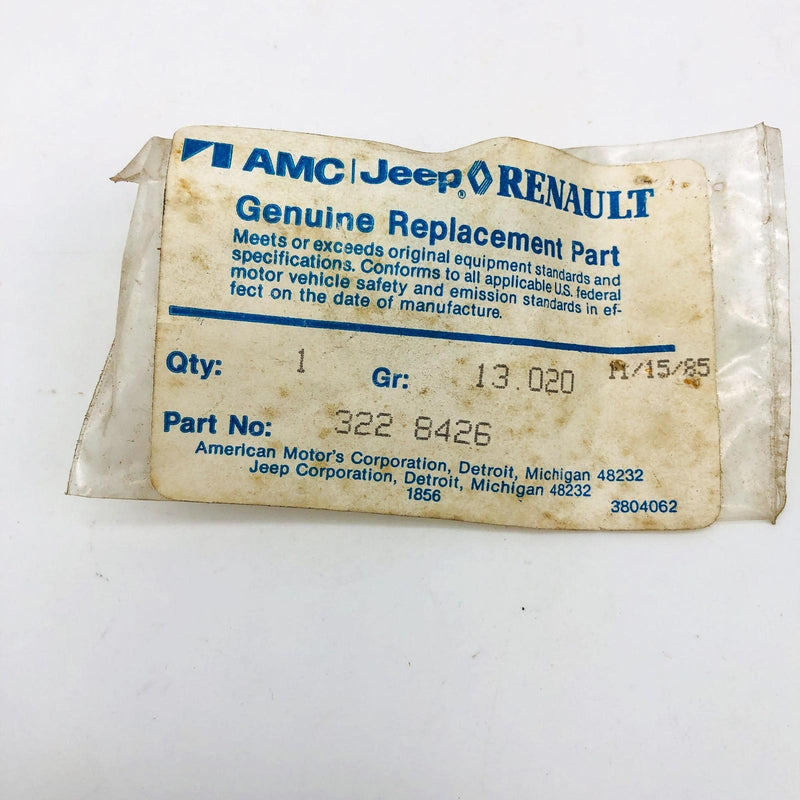 AMC | Jeep® RENAULT
Genuine Replacement Part
Meets or exceeds original equipment standards and
specifications. Conforms to all applicable U.S. federal
motor vehicle safety and emission standards in ef-
fect on the date of manufacture.
Qty: 1 Gr: 13.020 11/15/85
Part No: 322 8426
American Motor's Corporation, Detroit, Michigan 48232
Jeep Corporation, Detroit, Michigan 48232
1856 3804062